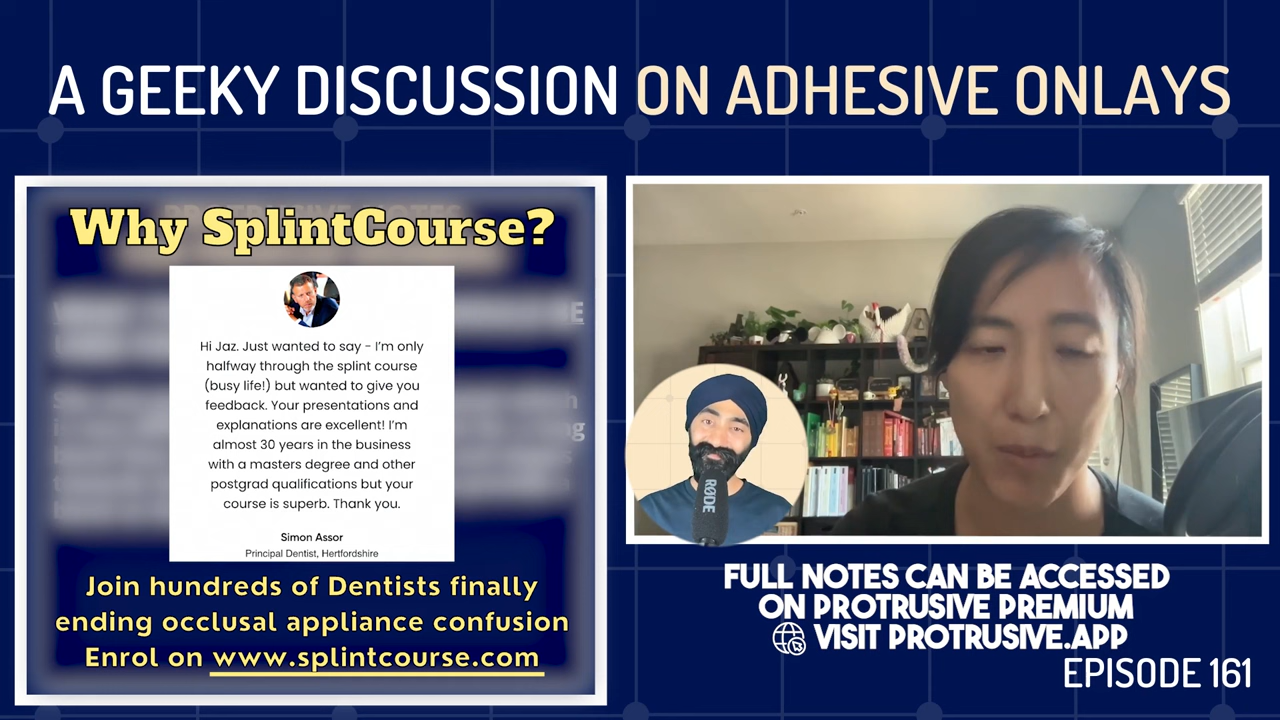 A GEEKY DISCUSSION ON ADHESIVE ONLAYS
Why SplintCourse?
Hi Jaz. Just wanted to say - I'm only
halfway through the splint course
(busy life!) but wanted to give you
feedback. Your presentations and
explanations are excellent! I'm
almost 30 years in the business
with a masters degree and other
postgrad qualifications but your
course is superb. Thank you.
Simon Assor
Principal Dentist, Hertfordshire
Join hundreds of Dentists finally
ending occlusal appliance confusion
Enrol on www.splintcourse.com
RØDE
FULL NOTES CAN BE ACCESSED
ON PROTRUSIVE PREMIUM
VISIT PROTRUSIVE.APP
EPISODE 161